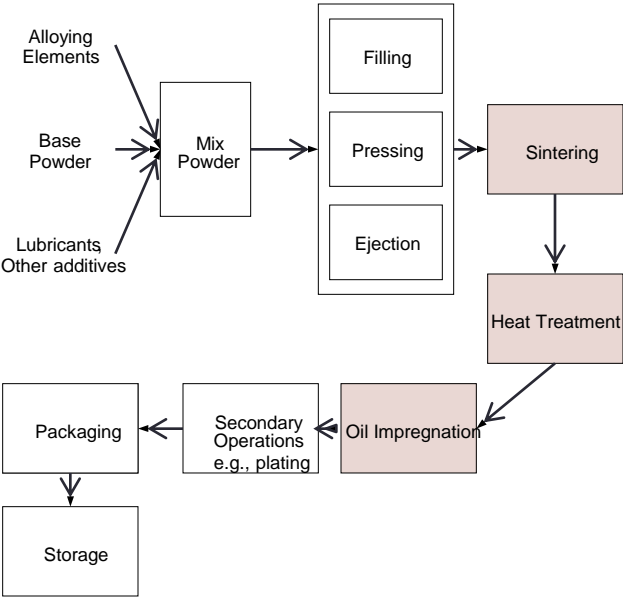 Alloying
Elements
Base
Powder
Lubricants,
Other additives
Mix
Powder
Filling
Pressing
Ejection
Sintering
Heat Treatment
Oil Impregnation
Secondary
Operations
e.g., plating
Packaging
Storage